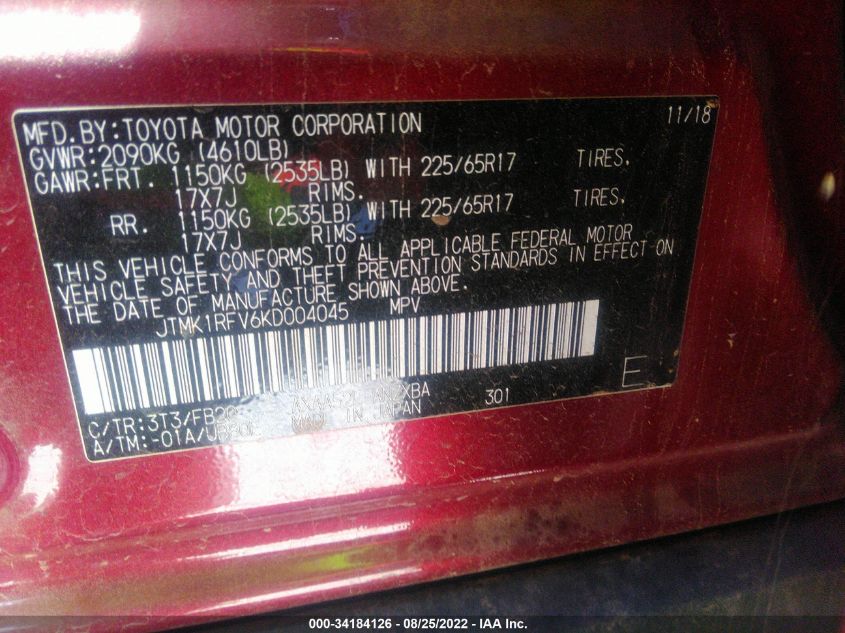 11/18
MFD.BY:TOYOTA MOTOR CORPORATION
GVWR:2090KG (4610LB)
GAWR:FRT. 1150KG (2535LB) WITH 225/65R17 TIRES.
17X7J RIMS.
RR. 1150KG (2535LB) WITH 225/65R17 TIRES.
17X7J RIMS.
THIS VEHICLE CONFORMS TO ALL APPLICABLE FEDERAL MOTOR
VEHICLE SAFETY AND THEFT PREVENTION STANDARDS IN EFFECT ON
THE DATE OF MANUFACTURE SHOWN ABOVE.
JTMK1RFV6KD004045 MPV
C/TR:3T3/FB20 301
A/TM:-01A/ IN JAPAN
E
000-34184126 - 08/25/2022 - IAA Inc.